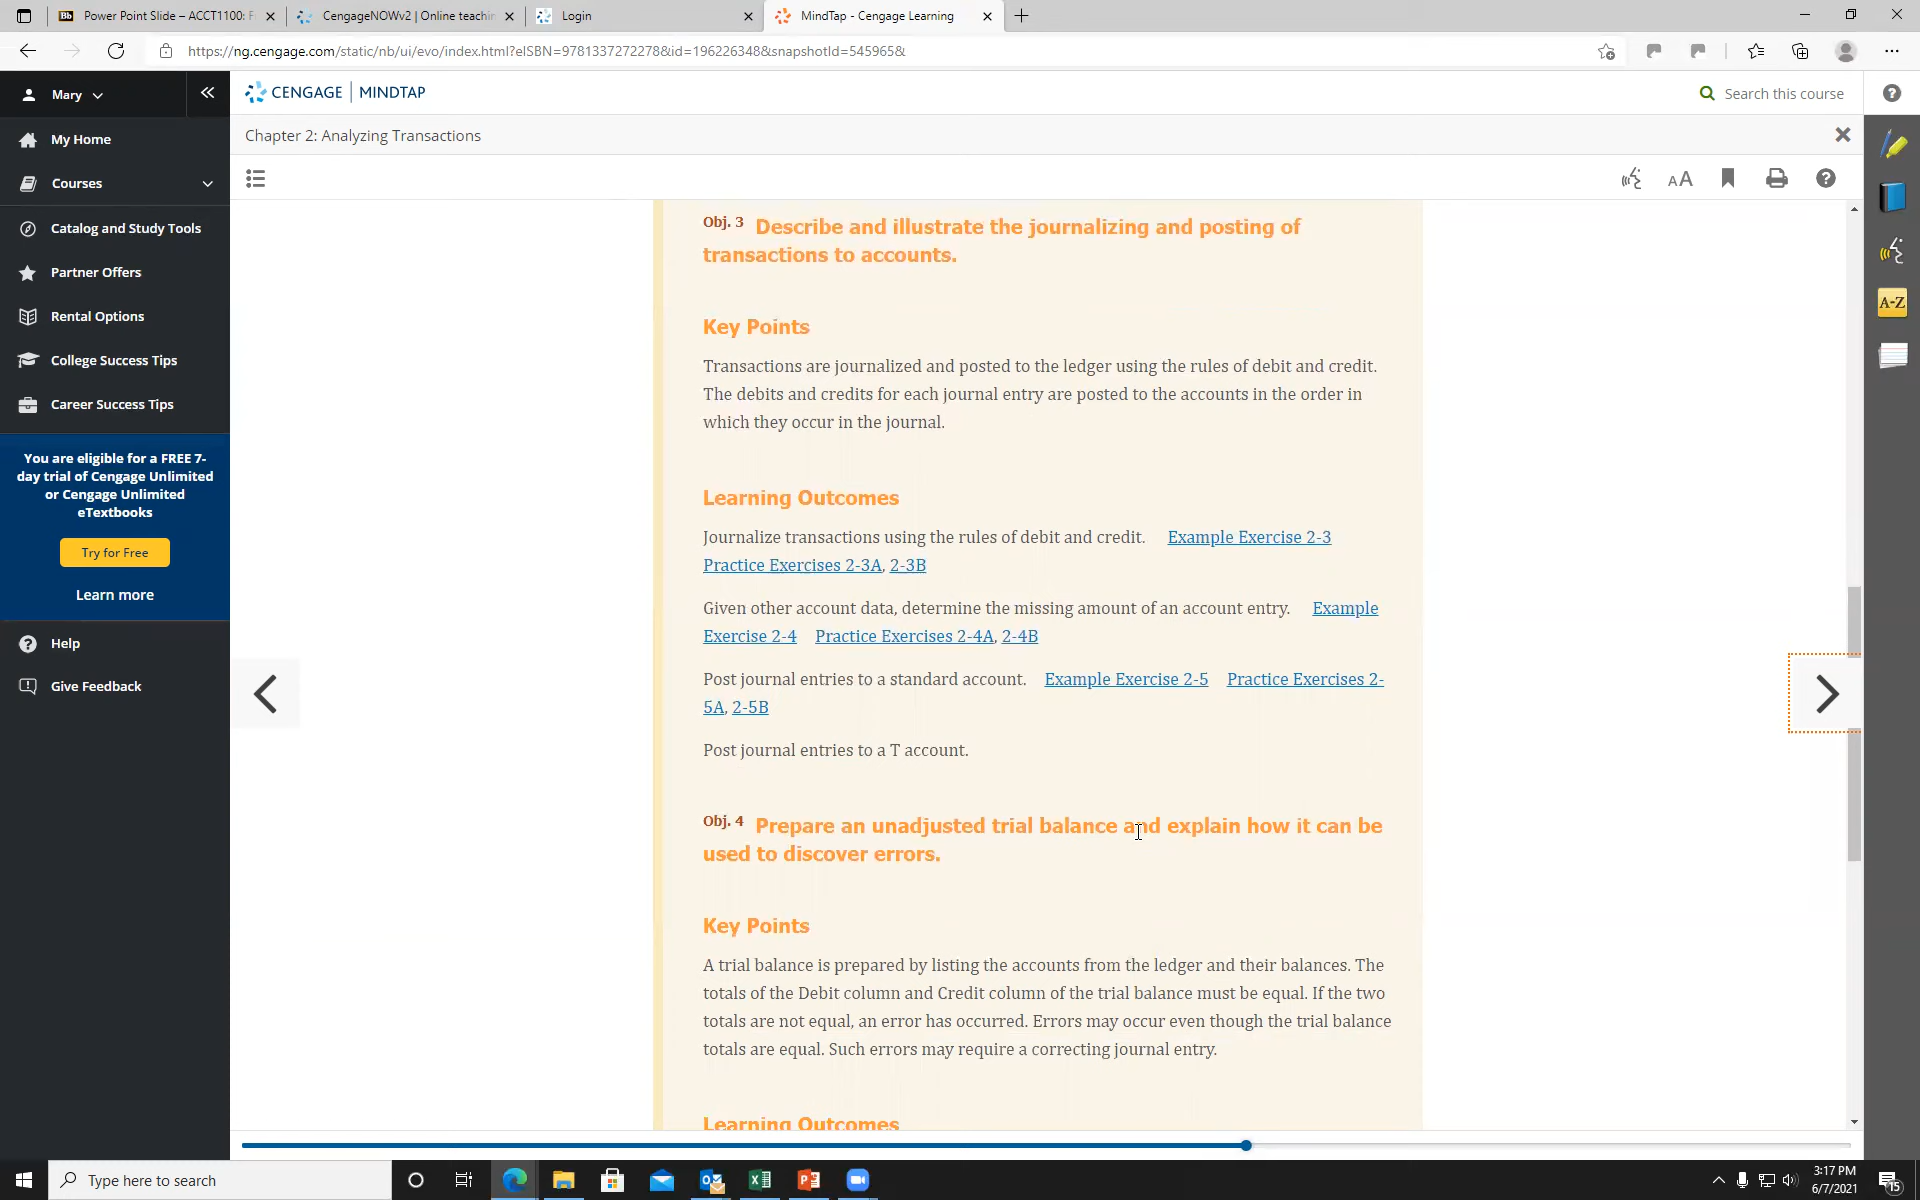 Power Point Slide – ACCT1100: F
CengageNOWv2 | Online teachin
Login
MindTap - Cengage Learning
https://ng.cengage.com/static/nb/ui/evo/index.html?eISBN=9781337272278&id=196226348&snapshotId=545965&
Mary
CENGAGE | MINDTAP
Search this course
Chapter 2: Analyzing Transactions
My Home
Courses
Catalog and Study Tools
Partner Offers
Rental Options
College Success Tips
Career Success Tips
You are eligible for a FREE 7-
day trial of Cengage Unlimited
or Cengage Unlimited
eTextbooks
Try for Free
Learn more
Help
Give Feedback
AA
A-Z
Obj. 3 Describe and illustrate the journalizing and posting of
transactions to accounts.
Key Points
Transactions are journalized and posted to the ledger using the rules of debit and credit.
The debits and credits for each journal entry are posted to the accounts in the order in
which they occur in the journal.
Learning Outcomes
Journalize transactions using the rules of debit and credit. Example Exercise 2-3
Practice Exercises 2-3A, 2-3B
Given other account data, determine the missing amount of an account entry. Example
Exercise 2-4 Practice Exercises 2-4A, 2-4B
Post journal entries to a standard account. Example Exercise 2-5 Practice Exercises 2-
5A, 2-5B
Post journal entries to a T account.
Obj. 4 Prepare an unadjusted trial balance and explain how it can be
used to discover errors.
Key Points
A trial balance is prepared by listing the accounts from the ledger and their balances. The
totals of the Debit column and Credit column of the trial balance must be equal. If the two
totals are not equal, an error has occurred. Errors may occur even though the trial balance
totals are equal. Such errors may require a correcting journal entry.
Learning Outcomes
Type here to search
3:17 PM
6/7/2021
15